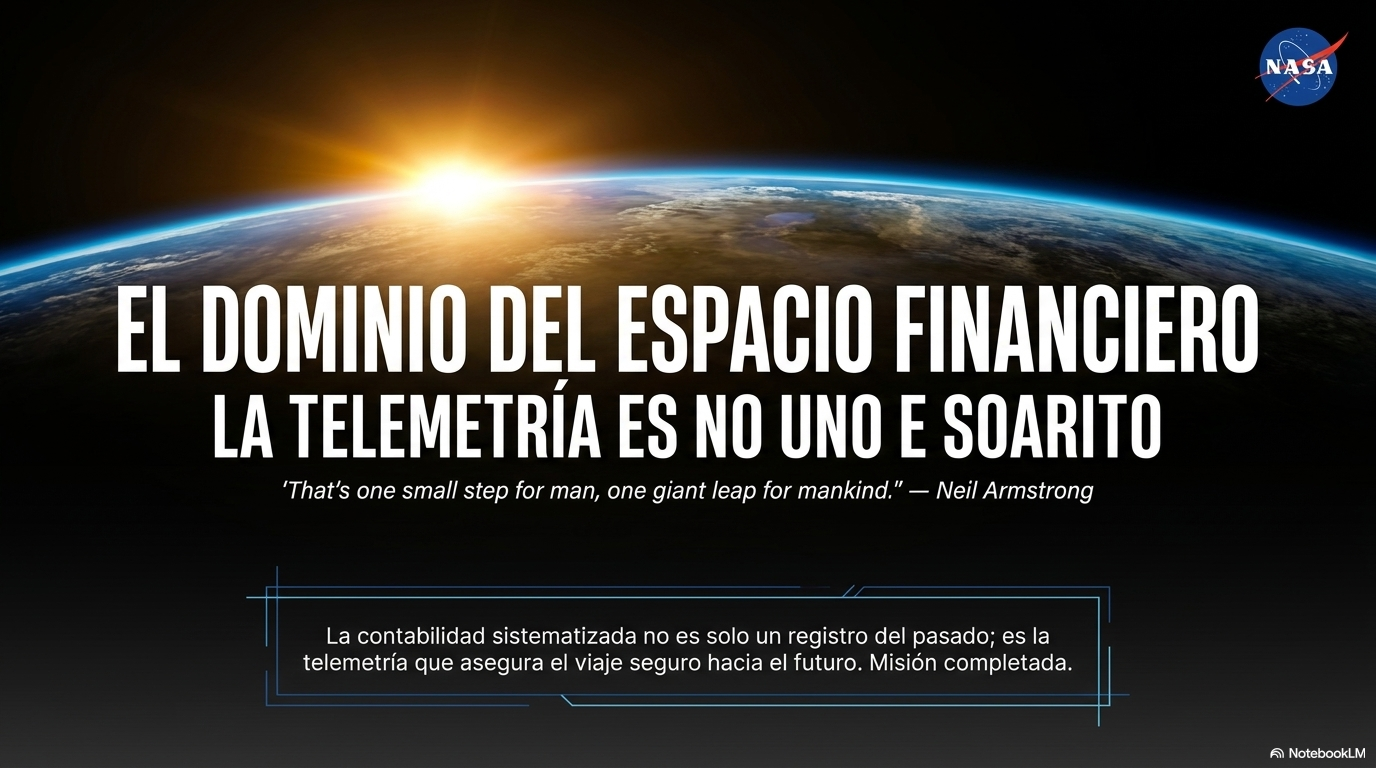 NASA
EL DOMINIO DEL ESPACIO FINANCIERO
LA TELEMETRÍA ES NO UNO E SOARITO
‘That’s one small step for man, one giant leap for mankind.” — Neil Armstrong
La contabilidad sistematizada no es solo un registro del pasado; es la
telemetría que asegura el viaje seguro hacia el futuro. Misión completada.
NotebookLM